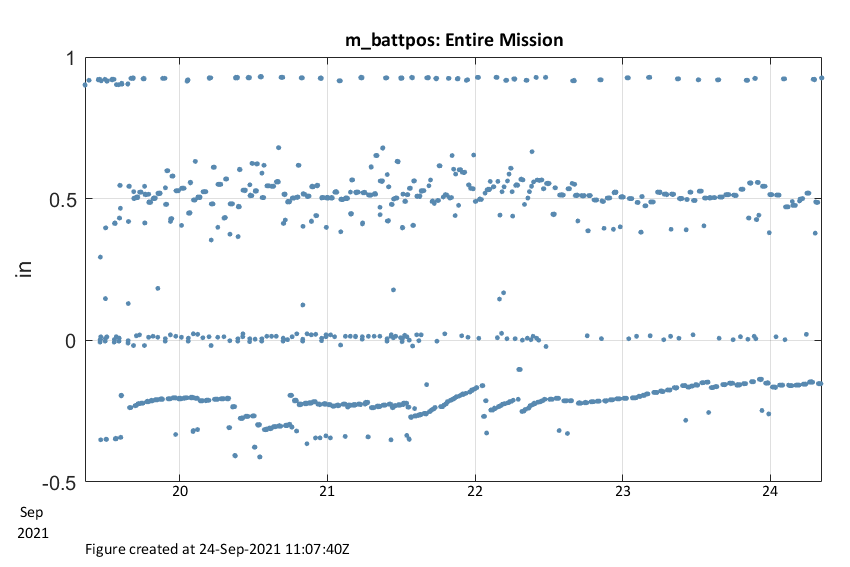 m_battpos: Entire Mission
1
0.5
in
0
-0.5
20 21 22 23 24
Sep
2021
Figure created at 24-Sep-2021 11:07:40Z